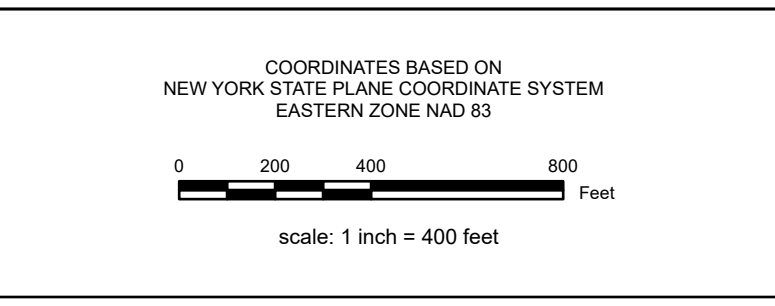 COORDINATES BASED ON
NEW YORK STATE PLANE COORDINATE SYSTEM
EASTERN ZONE NAD 83
0 200 400 800
Feet
scale: 1 inch = 400 feet